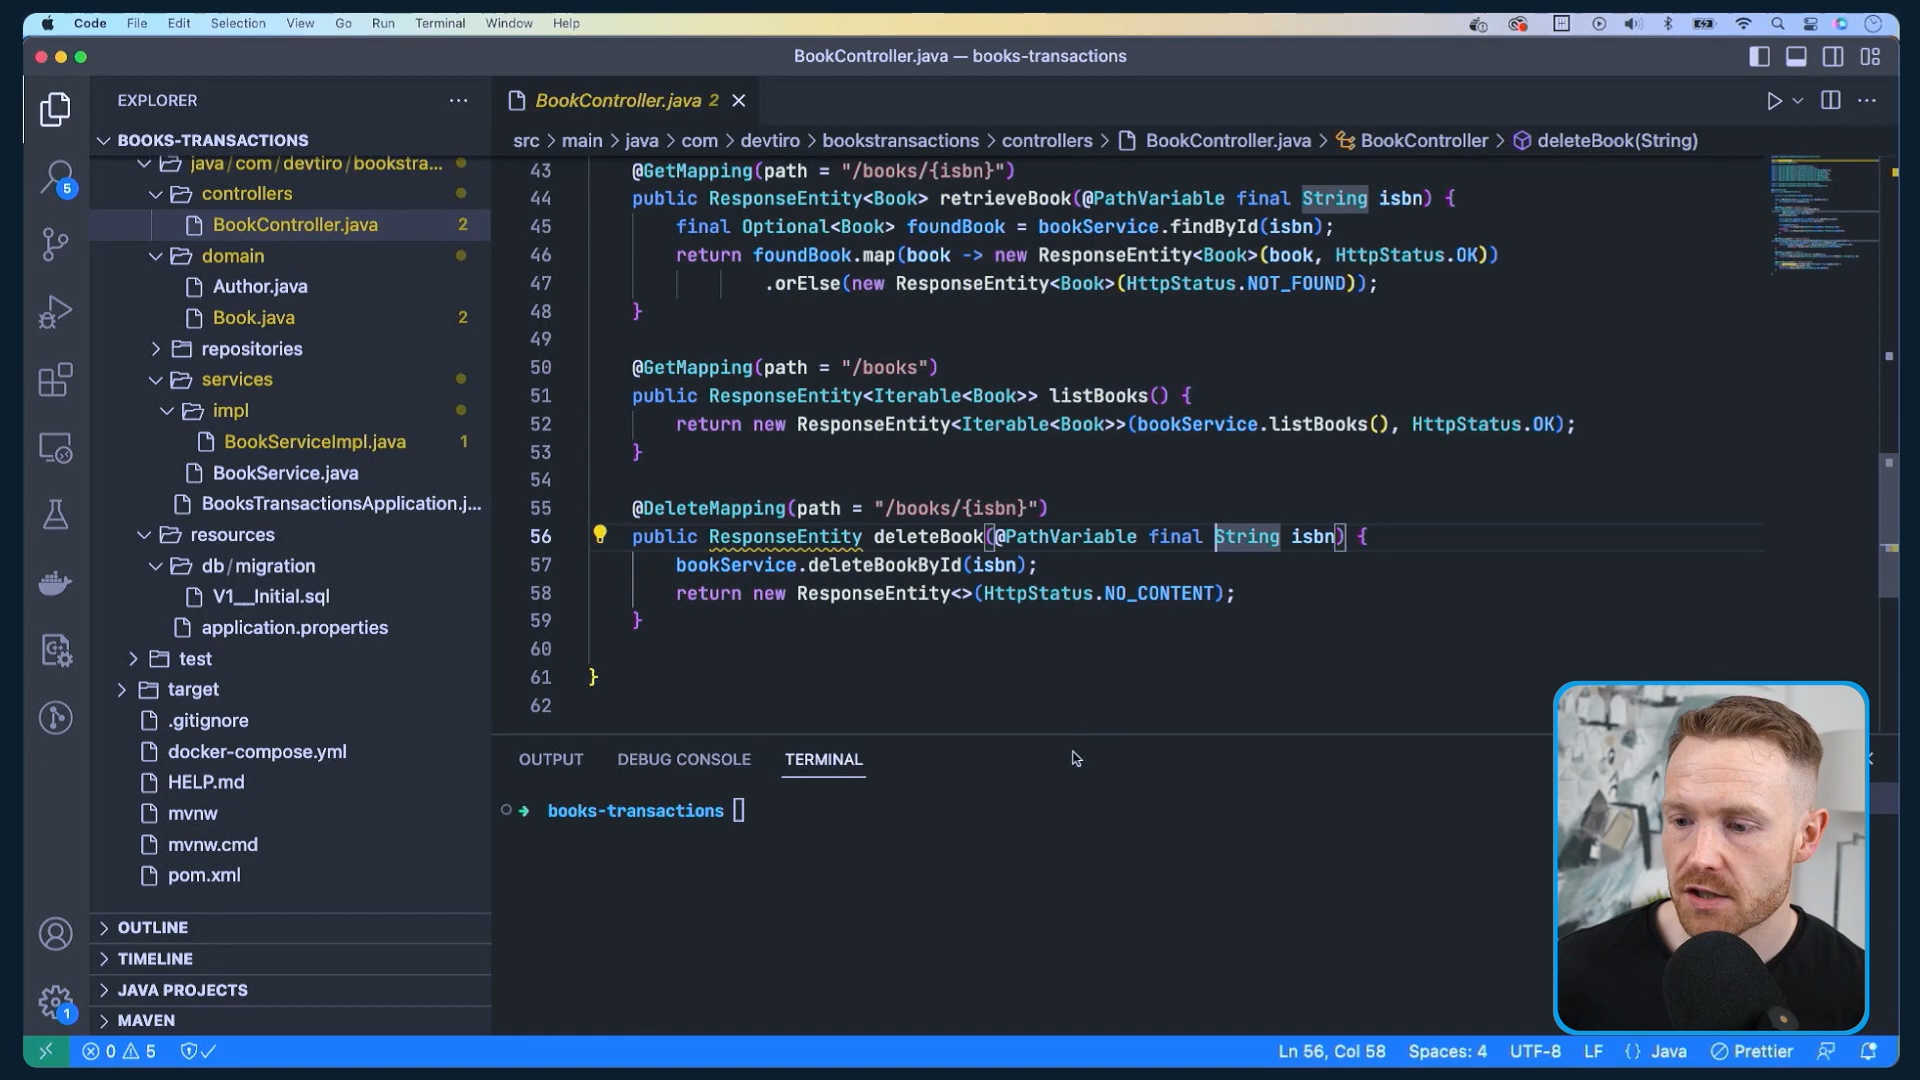 Code File Edit Selection View Go Run Terminal Window Help
BookController.java — books-transactions
EXPLORER
BookController.java 2
BOOKS-TRANSACTIONS
src > main > java > com > devtiro > bookstransactions > controllers > BookController.java > BookController > deleteBook(String)
java/com/devtiro/bookstra...
controllers
BookController.java 2
domain
Author.java
Book.java 2
repositories
services
impl
BookServiceImpl.java 1
BookService.java
BooksTransactionsApplication.j...
resources
db/migration
V1__Initial.sql
application.properties
test
target
.gitignore
docker-compose.yml
HELP.md
mvnw
mvnw.cmd
pom.xml
OUTLINE
TIMELINE
JAVA PROJECTS
MAVEN
5
1
43 @GetMapping(path = "/books/{isbn}")
44 public ResponseEntity<Book> retrieveBook(@PathVariable final String isbn) {
45 final Optional<Book> foundBook = bookService.findById(isbn);
46 return foundBook.map(book -> new ResponseEntity<Book>(book, HttpStatus.OK))
47 .orElse(new ResponseEntity<Book>(HttpStatus.NOT_FOUND));
48 }
49
50 @GetMapping(path = "/books")
51 public ResponseEntity<Iterable<Book>> listBooks() {
52 return new ResponseEntity<Iterable<Book>>(bookService.listBooks(), HttpStatus.OK);
53 }
54
55 @DeleteMapping(path = "/books/{isbn}")
56 public ResponseEntity deleteBook(@PathVariable final String isbn) {
57 bookService.deleteBookById(isbn);
58 return new ResponseEntity<>(HttpStatus.NO_CONTENT);
59 }
60
61 }
62
OUTPUT DEBUG CONSOLE TERMINAL
books-transactions
0 5
Ln 56, Col 58 Spaces: 4 UTF-8 LF {} Java Prettier